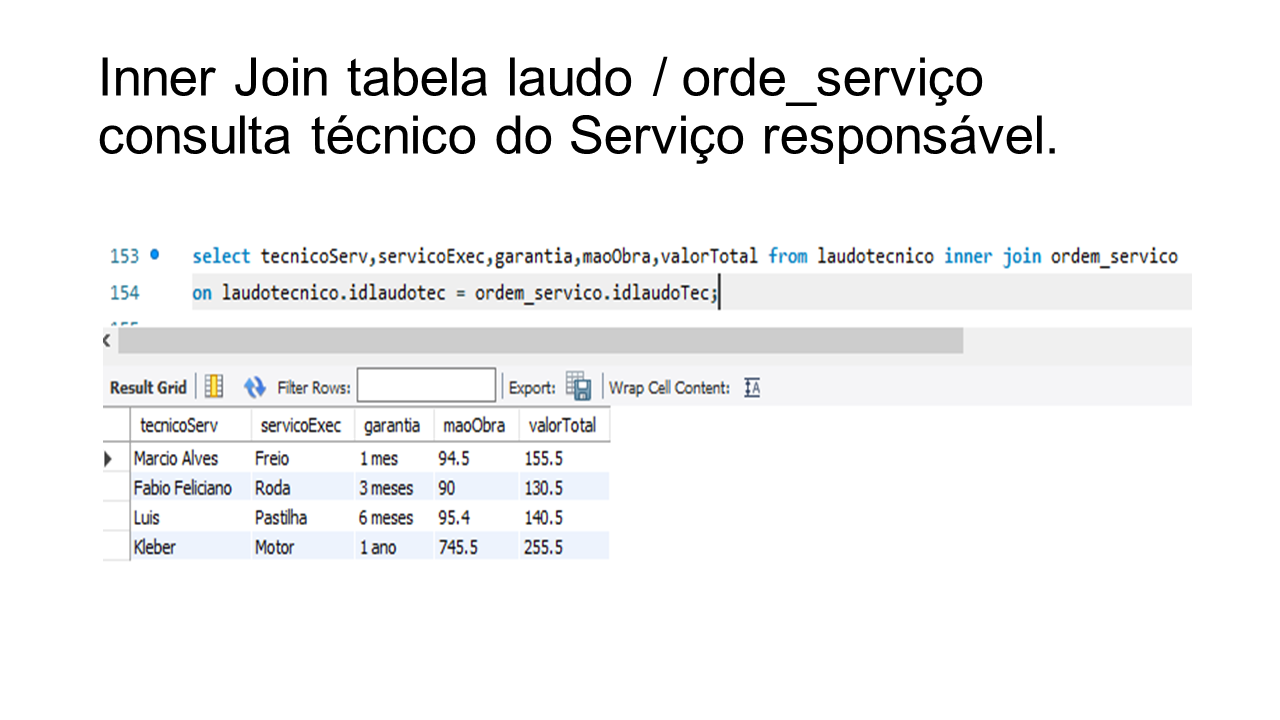 Inner Join tabela laudo / orde_serviço
consulta técnico do Serviço responsável.
153 select tecnicoServ,servicoExec,garantia,maoObra,valorTotal from laudotecnico inner join ordem_servico
154 on laudotecnico.idlaudotec = ordem_servico.idlaudoTec;
Result Grid Filter Rows: Export: Wrap Cell Content:
tecnicoServ servicoExec garantia maoObra valorTotal
Marcio Alves Freio 1 mes 94.5 155.5
Fabio Feliciano Roda 3 meses 90 130.5
Luis Pastilha 6 meses 95.4 140.5
Kleber Motor 1 ano 745.5 255.5